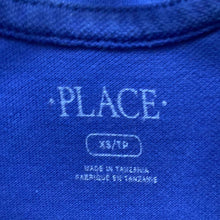 ·PLACE·
XS/TP
MADE IN TANZANIA
FABRIQUÉ EN TANZANIE